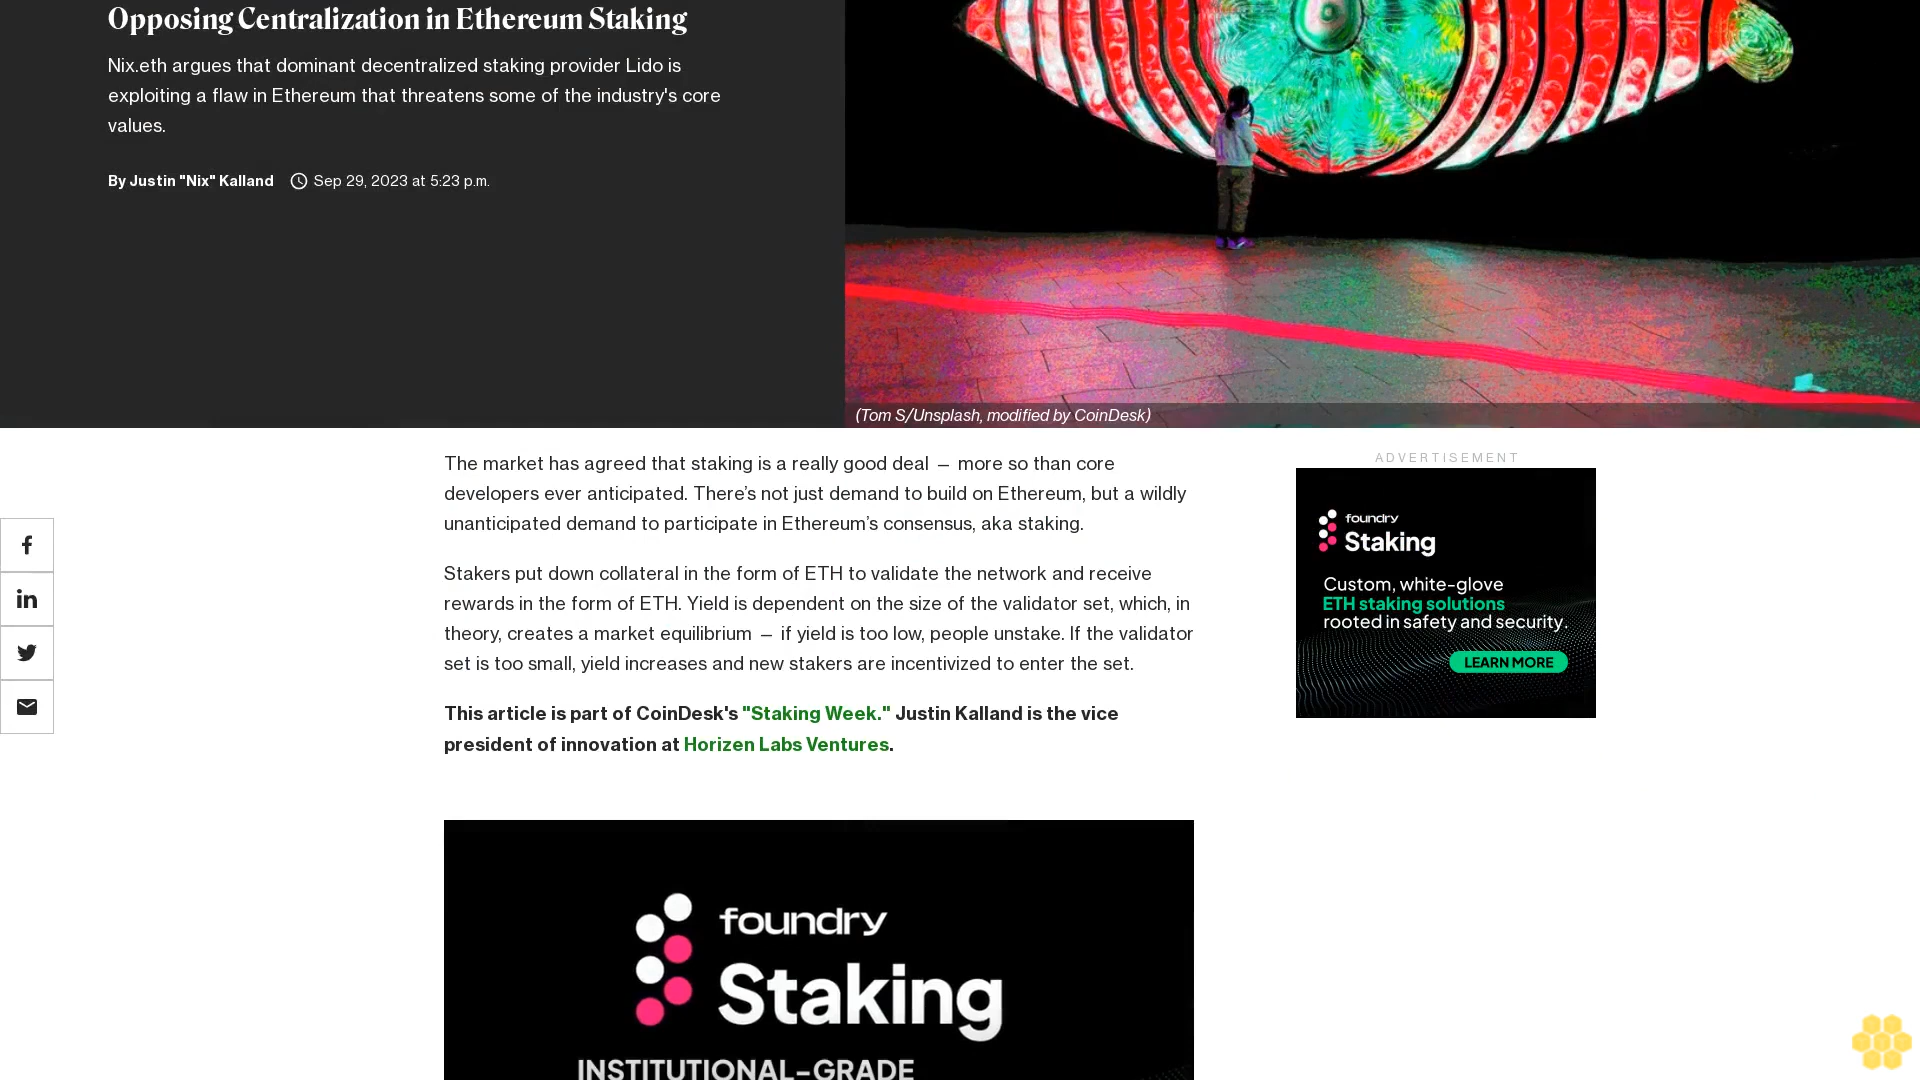 Opposing Centralization in Ethereum Staking
Nix.eth argues that dominant decentralized staking provider Lido is
exploiting a flaw in Ethereum that threatens some of the industry's core
values.
By Justin "Nix" Kalland Sep 29, 2023 at 5:23 p.m.
(Tom S/Unsplash, modified by CoinDesk)
The market has agreed that staking is a really good deal — more so than core
developers ever anticipated. There’s not just demand to build on Ethereum, but a wildly
unanticipated demand to participate in Ethereum’s consensus, aka staking.
Stakers put down collateral in the form of ETH to validate the network and receive
rewards in the form of ETH. Yield is dependent on the size of the validator set, which, in
theory, creates a market equilibrium — if yield is too low, people unstake. If the validator
set is too small, yield increases and new stakers are incentivized to enter the set.
This article is part of CoinDesk's "Staking Week." Justin Kalland is the vice
president of innovation at Horizen Labs Ventures.
foundry
Staking
INSTITUTIONAL-GRADE
ADVERTISEMENT
foundry
Staking
Custom, white-glove
ETH staking solutions
rooted in safety and security.
LEARN MORE